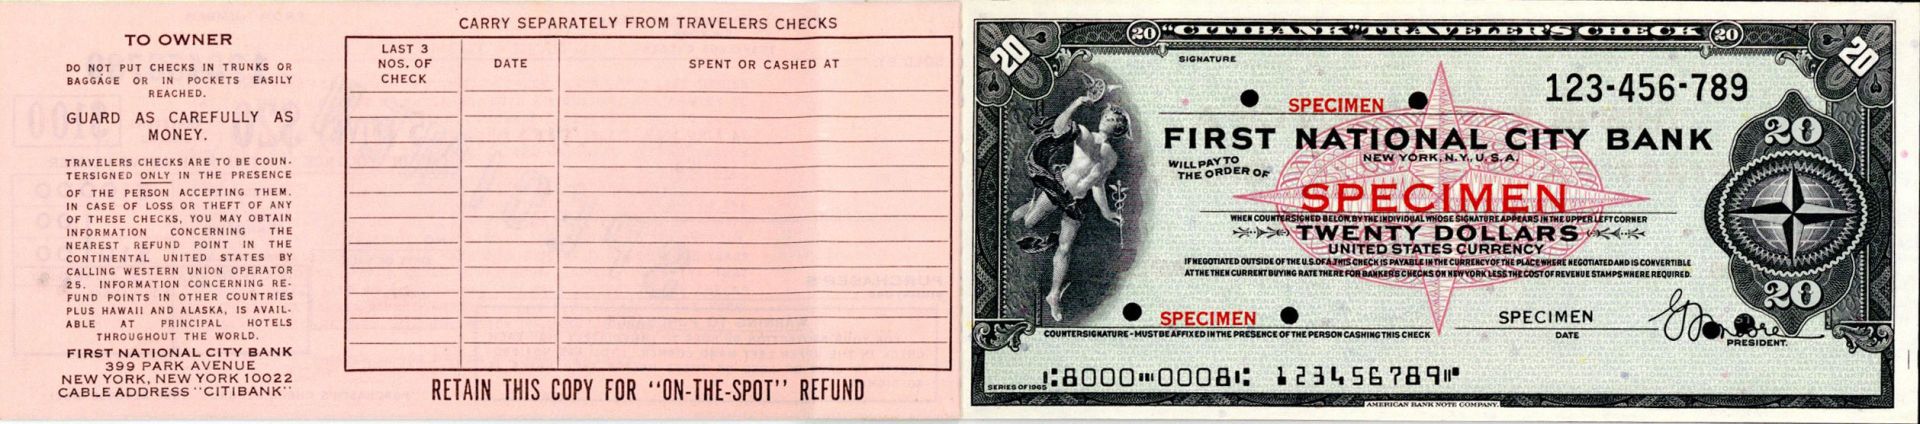 CARRY SEPARATELY FROM TRAVELERS CHECKS
TO OWNER
DO NOT PUT CHECKS IN TRUNKS OR
BAGGAGE OR IN POCKETS EASILY
REACHED.
GUARD AS CAREFULLY AS
MONEY.
TRAVELERS CHECKS ARE TO BE COUN-
TERSIGNED ONLY IN THE PRESENCE
OF THE PERSON ACCEPTING THEM.
IN CASE OF LOSS OR THEFT OF ANY
OF THESE CHECKS, YOU MAY OBTAIN
INFORMATION CONCERNING THE
NEAREST REFUND POINT IN THE
CONTINENTAL UNITED STATES BY
CALLING WESTERN UNION OPERATOR
25. INFORMATION CONCERNING RE-
FUND POINTS IN OTHER COUNTRIES
PLUS HAWAII AND ALASKA, IS AVAIL-
ABLE AT PRINCIPAL HOTELS
THROUGHOUT THE WORLD.
FIRST NATIONAL CITY BANK
399 PARK AVENUE
NEW YORK, NEW YORK 10022
CABLE ADDRESS "CITIBANK"
LAST 3
NOS. OF
CHECK
DATE
SPENT OR CASHED AT
RETAIN THIS COPY FOR "ON-THE-SPOT" REFUND
20 20 "CITIBANK" TRAVELER'S CHECK 20 20
SIGNATURE
123-456-789
SPECIMEN
FIRST NATIONAL CITY BANK
NEW YORK, N.Y., U.S.A.
WILL PAY TO
THE ORDER OF
SPECIMEN
WHEN COUNTERSIGNED BELOW, BY THE INDIVIDUAL WHOSE SIGNATURE APPEARS IN THE UPPER LEFT CORNER
TWENTY DOLLARS
UNITED STATES CURRENCY
IF NEGOTIATED OUTSIDE OF THE U.S. OF A. THIS CHECK IS PAYABLE IN THE CURRENCY OF THE PLACE WHERE NEGOTIATED AND IS CONVERTIBLE
AT THE THEN CURRENT BUYING RATE THERE FOR BANKERS CHECKS ON NEW YORK LESS THE COST OF REVENUE STAMPS WHERE REQUIRED.
20
20
SPECIMEN
SPECIMEN
COUNTERSIGNATURE - MUST BE AFFIXED IN THE PRESENCE OF THE PERSON CASHING THIS CHECK
DATE
PRESIDENT.
SERIES OF 1965
⑆8000⑉0008⑆ 123456789⑈
AMERICAN BANK NOTE COMPANY.